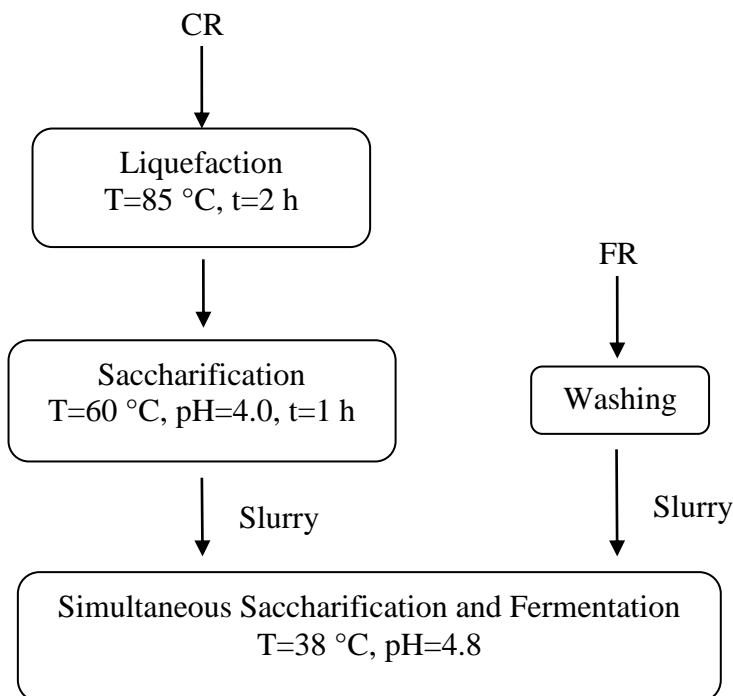 CR
Liquefaction
T=85 °C, t=2 h
FR
Saccharification
T=60 °C, pH=4.0, t=1 h
Washing
Slurry
Slurry
Simultaneous Saccharification and Fermentation
T=38 °C, pH=4.8